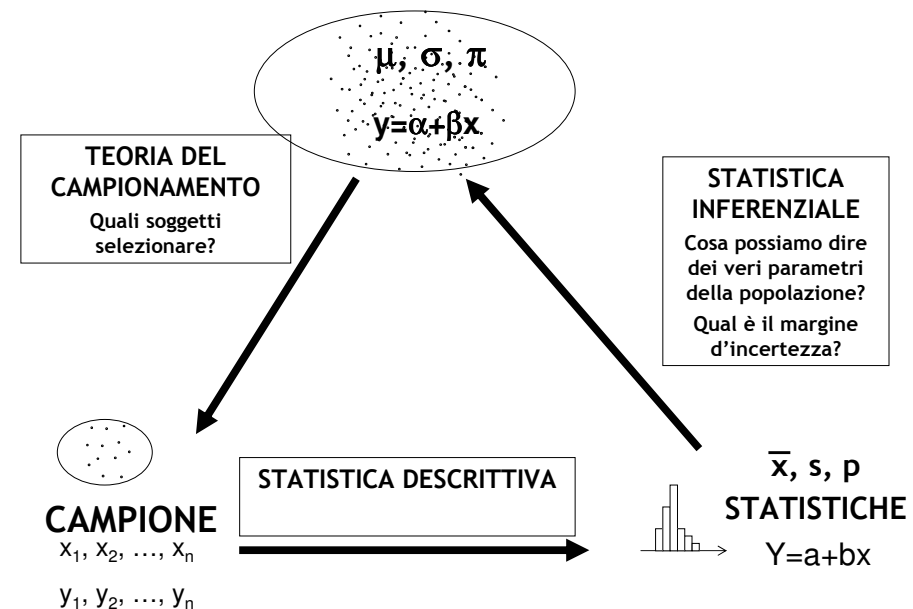 μ, σ, π
y=α+βx
TEORIA DEL
CAMPIONAMENTO
Quali soggetti
selezionare?
STATISTICA
INFERENZIALE
Cosa possiamo dire
dei veri parametri
della popolazione?
Qual è il margine
d’incertezza?
CAMPIONE
x₁, x₂, …, xₙ
y₁, y₂, …, yₙ
STATISTICA DESCRITTIVA
x̅, s, p
STATISTICHE
Y=a+bx